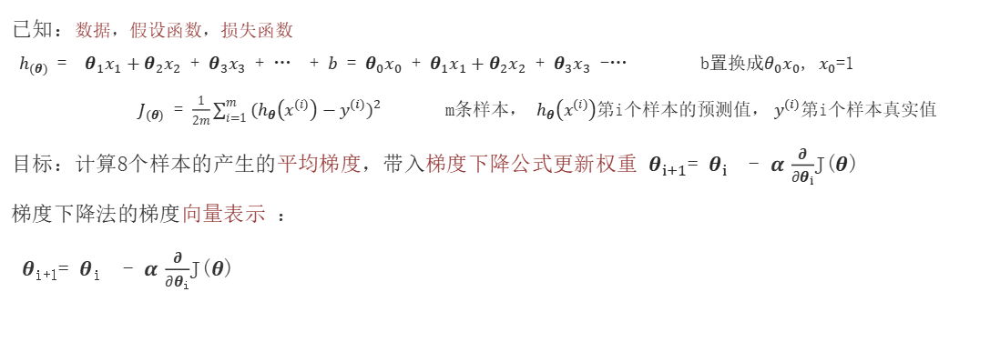 已知：数据，假设函数，损失函数
h(θ) = θ₁x₁ + θ₂x₂ + θ₃x₃ + ⋯ + b = θ₀x₀ + θ₁x₁ + θ₂x₂ + θ₃x₃ −⋯ b置换成θ₀x₀, x₀=1
J(θ) = 1/2m ∑ᵢ₌₁ᵐ (hθ(x⁽ⁱ⁾) − y⁽ⁱ⁾)² m条样本， hθ(x⁽ⁱ⁾)第i个样本的预测值，y⁽ⁱ⁾第i个样本真实值
目标：计算8个样本的产生的平均梯度，带入梯度下降公式更新权重 θᵢ₊₁= θᵢ − α ∂/∂θᵢ J(θ)
梯度下降法的梯度向量表示 ：
θᵢ₊₁= θᵢ − α ∂/∂θᵢ J(θ)